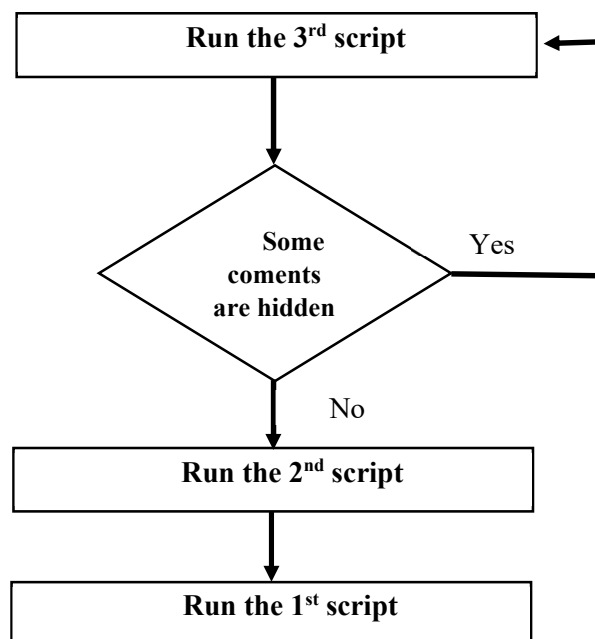 Run the 3rd script
Some
coments
are hidden
Yes
No
Run the 2nd script
Run the 1st script